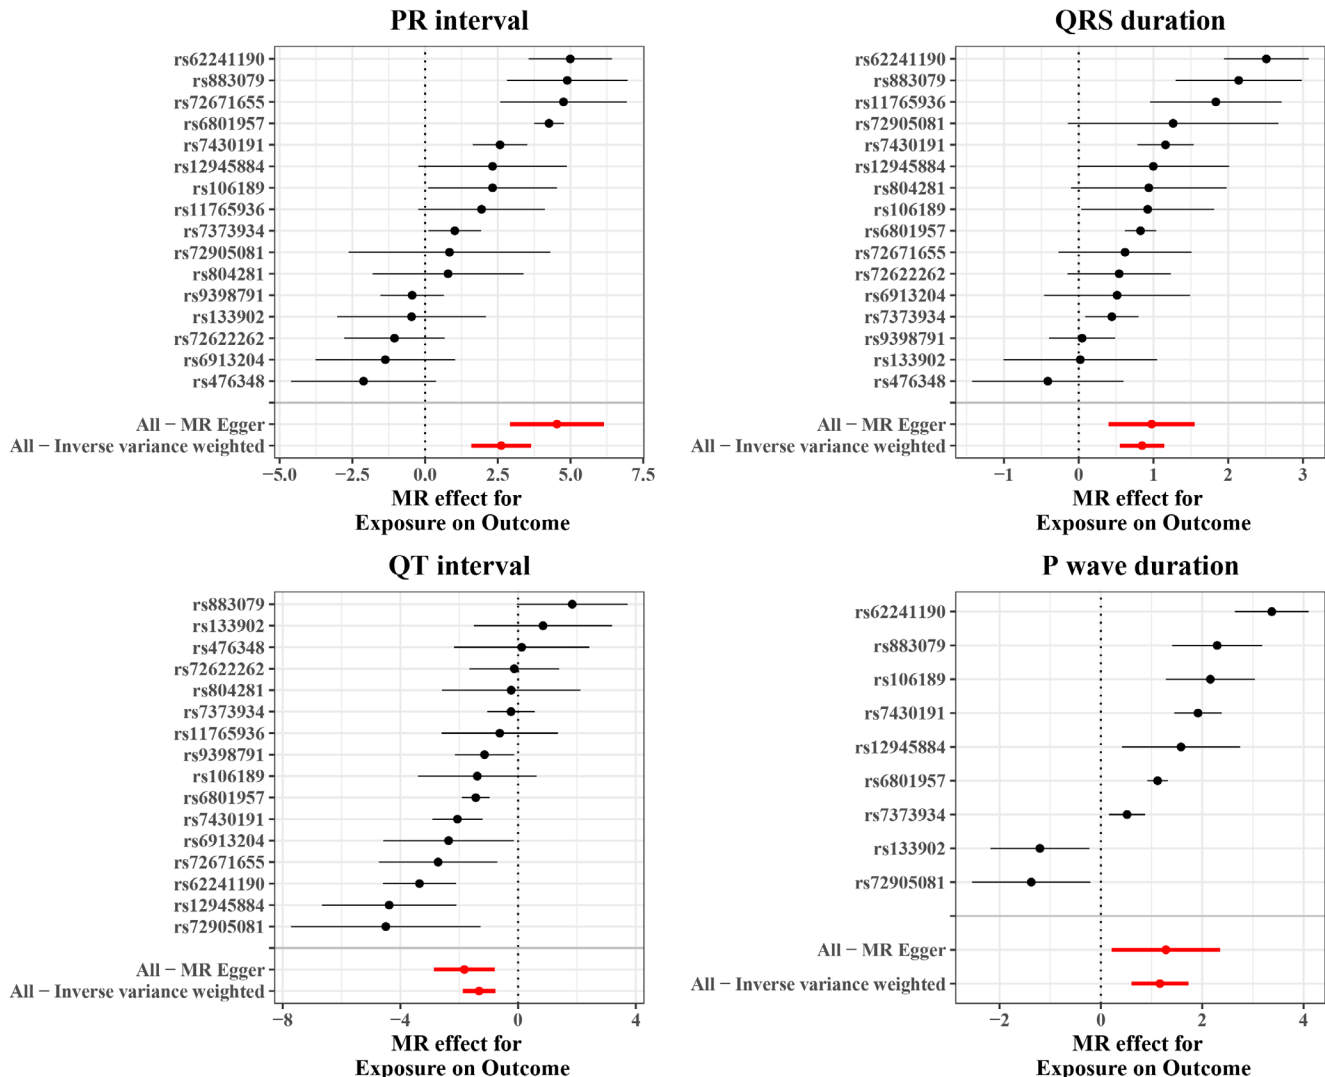 PR interval
rs62241190
rs883079
rs72671655
rs6801957
rs7430191
rs12945884
rs106189
rs11765936
rs7373934
rs72905081
rs804281
rs9398791
rs133902
rs72622262
rs6913204
rs476348
All − MR Egger
All − Inverse variance weighted
−5.0 −2.5 0.0 2.5 5.0 7.5
MR effect for
Exposure on Outcome
QRS duration
rs62241190
rs883079
rs11765936
rs72905081
rs7430191
rs12945884
rs804281
rs106189
rs6801957
rs72671655
rs72622262
rs6913204
rs7373934
rs9398791
rs133902
rs476348
All − MR Egger
All − Inverse variance weighted
−1 0 1 2 3
MR effect for
Exposure on Outcome
QT interval
rs883079
rs133902
rs476348
rs72622262
rs804281
rs7373934
rs11765936
rs9398791
rs106189
rs6801957
rs7430191
rs6913204
rs72671655
rs62241190
rs12945884
rs72905081
All − MR Egger
All − Inverse variance weighted
−8 −4 0 4
MR effect for
Exposure on Outcome
P wave duration
rs62241190
rs883079
rs106189
rs7430191
rs12945884
rs6801957
rs7373934
rs133902
rs72905081
All − MR Egger
All − Inverse variance weighted
−2 0 2 4
MR effect for
Exposure on Outcome